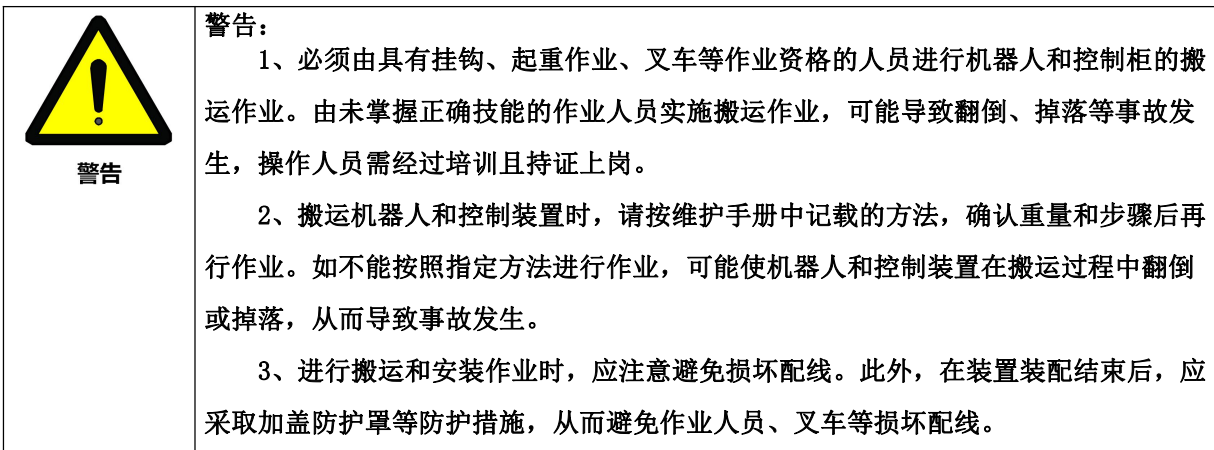 警告
警告：
1、必须由具有挂钩、起重作业、叉车等作业资格的人员进行机器人和控制柜的搬
运作业。由未掌握正确技能的作业人员实施搬运作业，可能导致翻倒、掉落等事故发
生，操作人员需经过培训且持证上岗。
2、搬运机器人和控制装置时，请按维护手册中记载的方法，确认重量和步骤后再
行作业。如不能按照指定方法进行作业，可能使机器人和控制装置在搬运过程中翻倒
或掉落，从而导致事故发生。
3、进行搬运和安装作业时，应注意避免损坏配线。此外，在装置装配结束后，应
采取加盖防护罩等防护措施，从而避免作业人员、叉车等损坏配线。